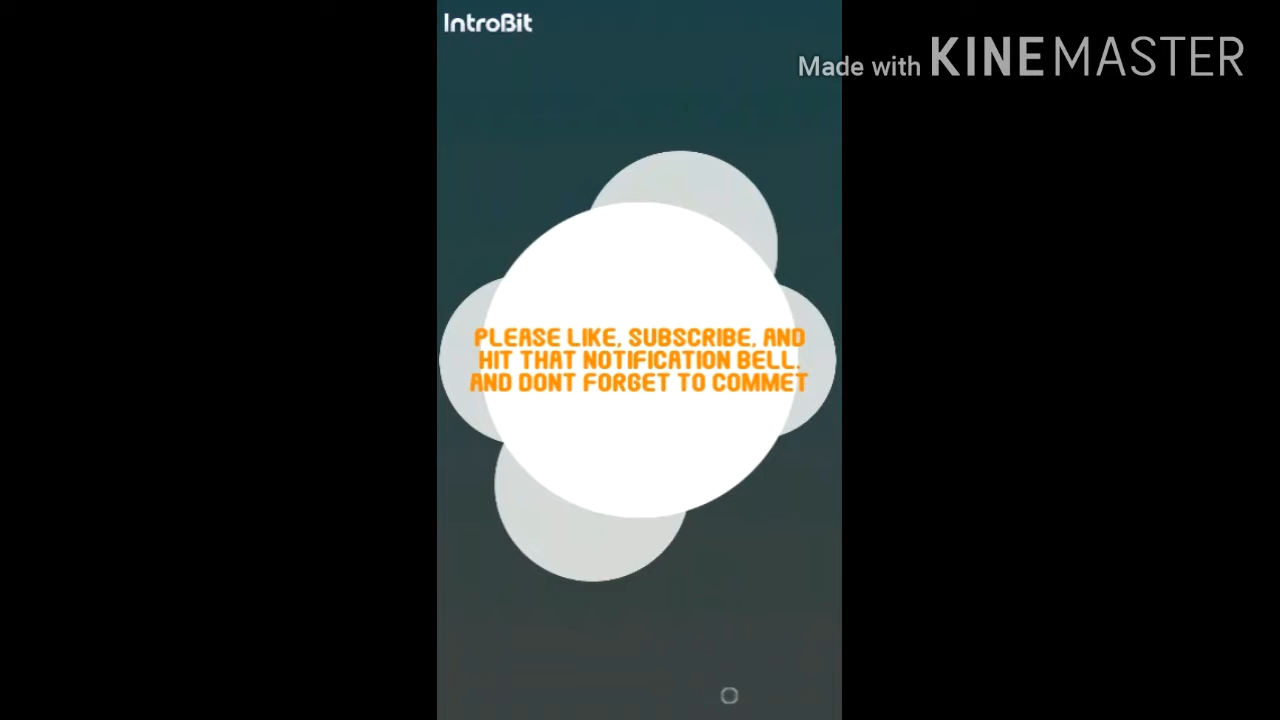 IntroBit
Made with KINEMASTER
PLEASE LIKE, SUBSCRIBE, AND
HIT THAT NOTIFICATION BELL.
AND DONT FORGET TO COMMET